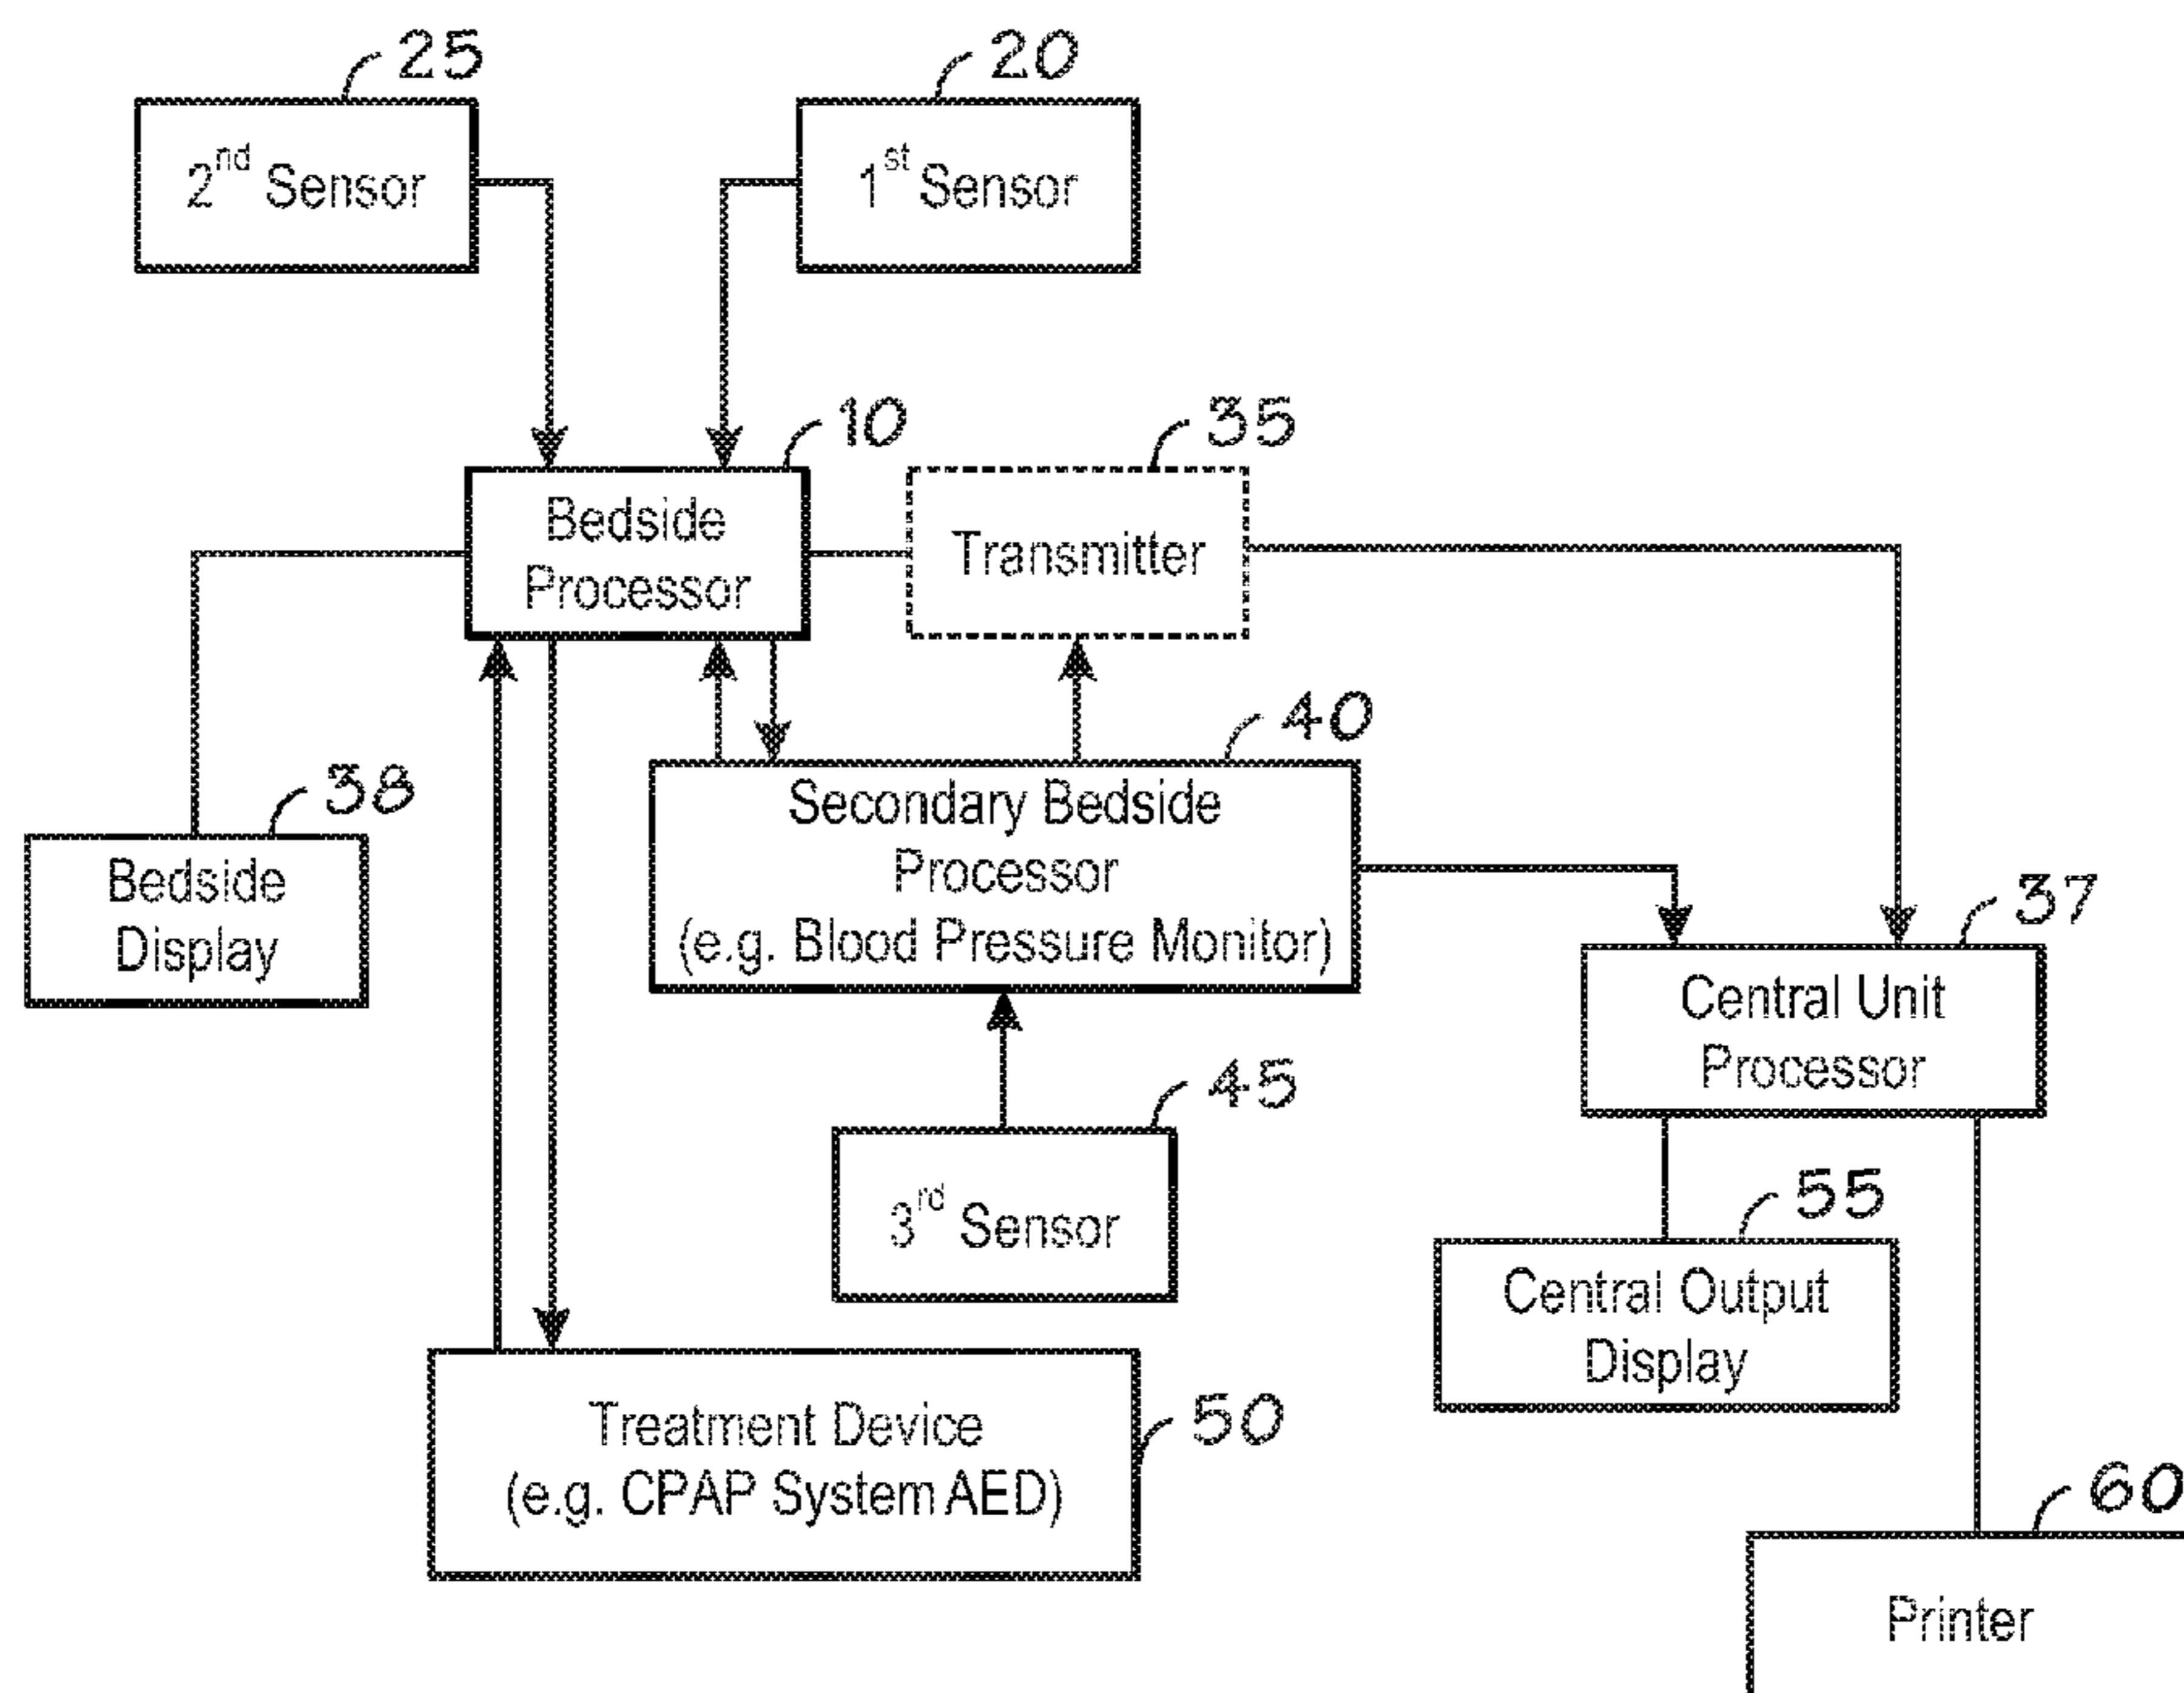 25
20
2nd Sensor
1st Sensor
10
35
Bedside
Processor
Transmitter
40
38
Secondary Bedside
Processor
(e.g. Blood Pressure Monitor)
Bedside
Display
37
Central Unit
Processor
45
3rd Sensor
55
Central Output
Display
50
Treatment Device
(e.g. CPAP System AED)
60
Printer